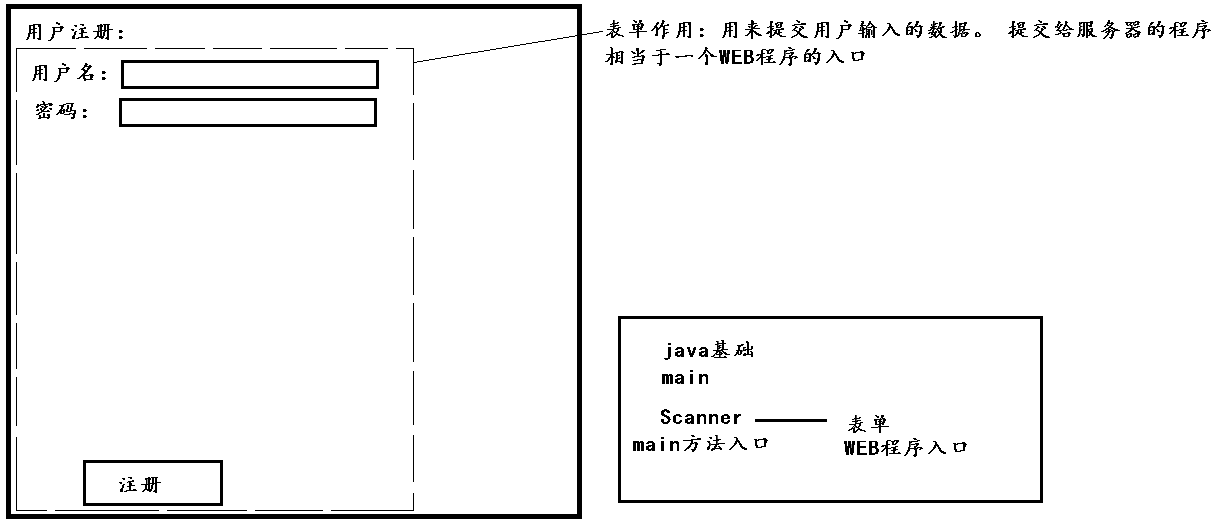 用户注册：
用户名：
密码：
注册
表单作用：用来提交用户输入的数据。 提交给服务器的程序
相当于一个WEB程序的入口
java基础
main
Scanner
表单
main方法入口
WEB程序入口